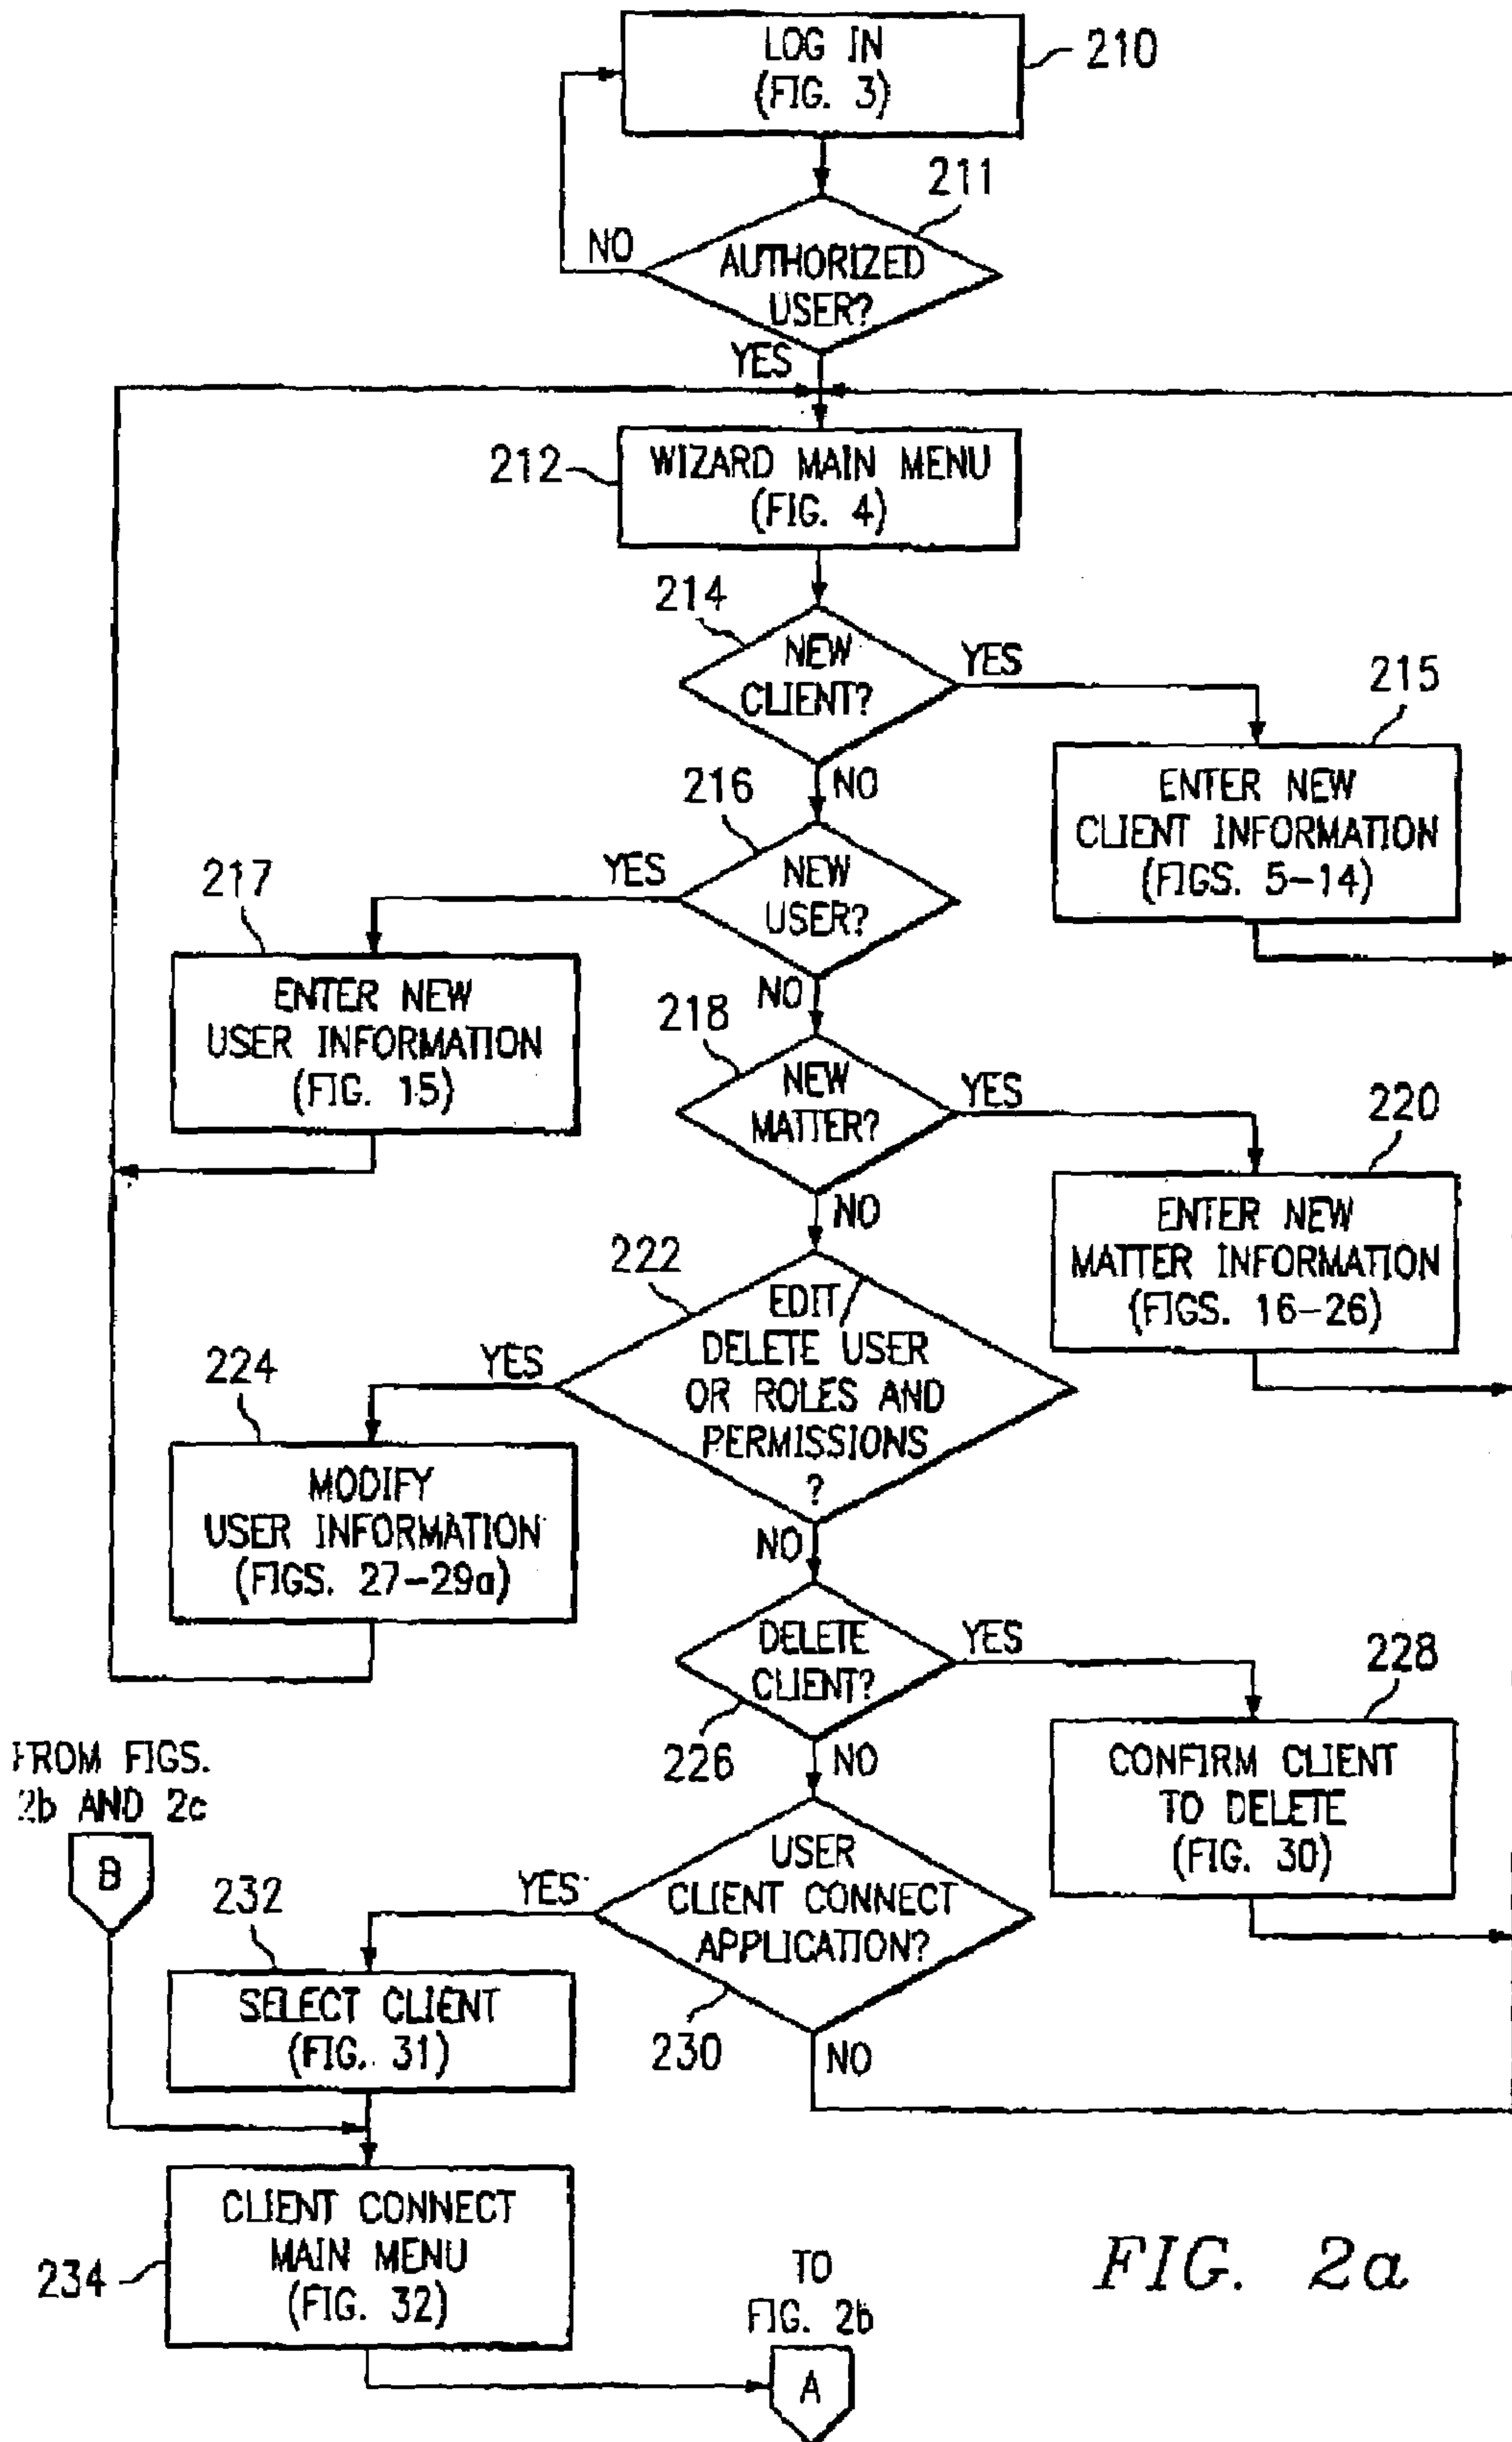 LOG IN
(FIG. 3)
210
211
NO
AUTHORIZED
USER?
YES
212
WIZARD MAIN MENU
(FIG. 4)
214
NEW
CLIENT?
YES
215
ENTER NEW
CLIENT INFORMATION
(FIGS. 5-14)
NO
216
YES
NEW
USER?
217
ENTER NEW
USER INFORMATION
(FIG. 15)
NO
218
NEW
MATTER?
YES
220
ENTER NEW
MATTER INFORMATION
(FIGS. 16-26)
NO
222
EDIT/
DELETE USER
OR ROLES AND
PERMISSIONS
?
YES
224
MODIFY
USER INFORMATION
(FIGS. 27-29a)
NO
DELETE
CLIENT?
YES
226
228
CONFIRM CLIENT
TO DELETE
(FIG. 30)
NO
FROM FIGS.
2b AND 2c
B
USER
CLIENT CONNECT
APPLICATION?
YES
230
NO
232
SELECT CLIENT
(FIG. 31)
CLIENT CONNECT
MAIN MENU
(FIG. 32)
234
TO
FIG. 2b
A
FIG. 2a